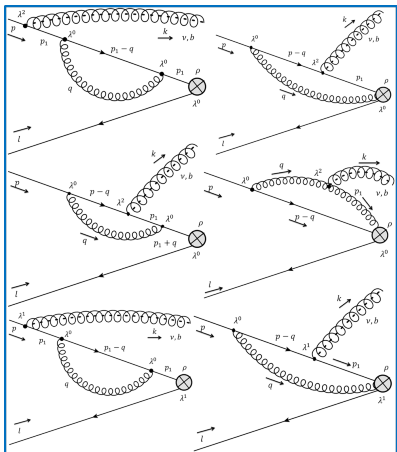 λ²
p
p₁
λ⁰
k
ν, b
p₁ − q
λ⁰
p₁
ρ
q
λ⁰
l
λ⁰
p − q
k
ν, b
λ²
p₁
ρ
p
q
λ⁰
l
k
ν, b
p
λ⁰
p − q
λ²
p₁
λ⁰
ρ
q
p₁ + q
λ⁰
l
q
λ²
k
ν, b
p
λ⁰
p₁
p − q
ρ
λ⁰
l
λ¹
p
p₁
λ⁰
k
ν, b
p₁ − q
λ⁰
p₁
ρ
q
λ¹
l
k
ν, b
p
λ⁰
p − q
λ¹
p₁
ρ
q
λ¹
l